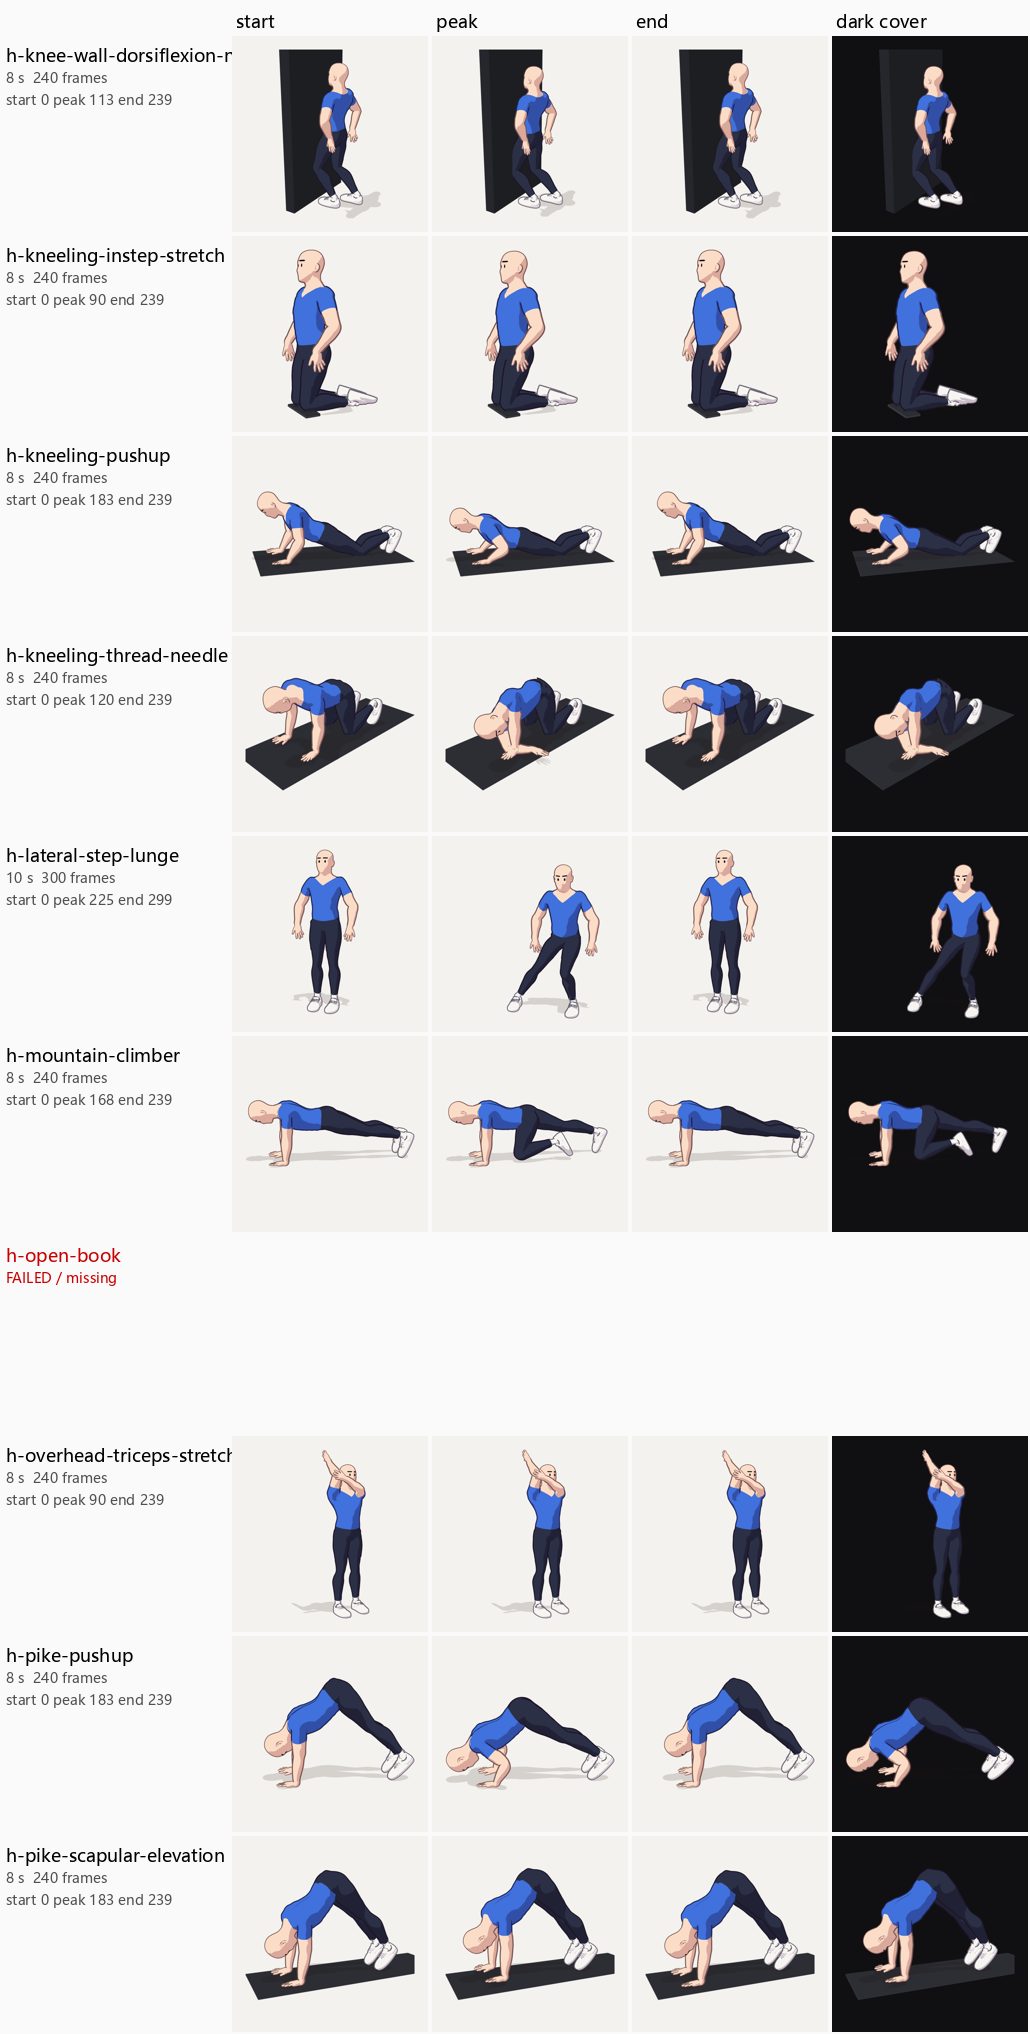 start peak end dark cover
h-knee-wall-dorsiflexion-r
8 s 240 frames
start 0 peak 113 end 239
h-kneeling-instep-stretch
8 s 240 frames
start 0 peak 90 end 239
h-kneeling-pushup
8 s 240 frames
start 0 peak 183 end 239
h-kneeling-thread-needle
8 s 240 frames
start 0 peak 120 end 239
h-lateral-step-lunge
10 s 300 frames
start 0 peak 225 end 299
h-mountain-climber
8 s 240 frames
start 0 peak 168 end 239
h-open-book
FAILED / missing
h-overhead-triceps-stretch
8 s 240 frames
start 0 peak 90 end 239
h-pike-pushup
8 s 240 frames
start 0 peak 183 end 239
h-pike-scapular-elevation
8 s 240 frames
start 0 peak 183 end 239